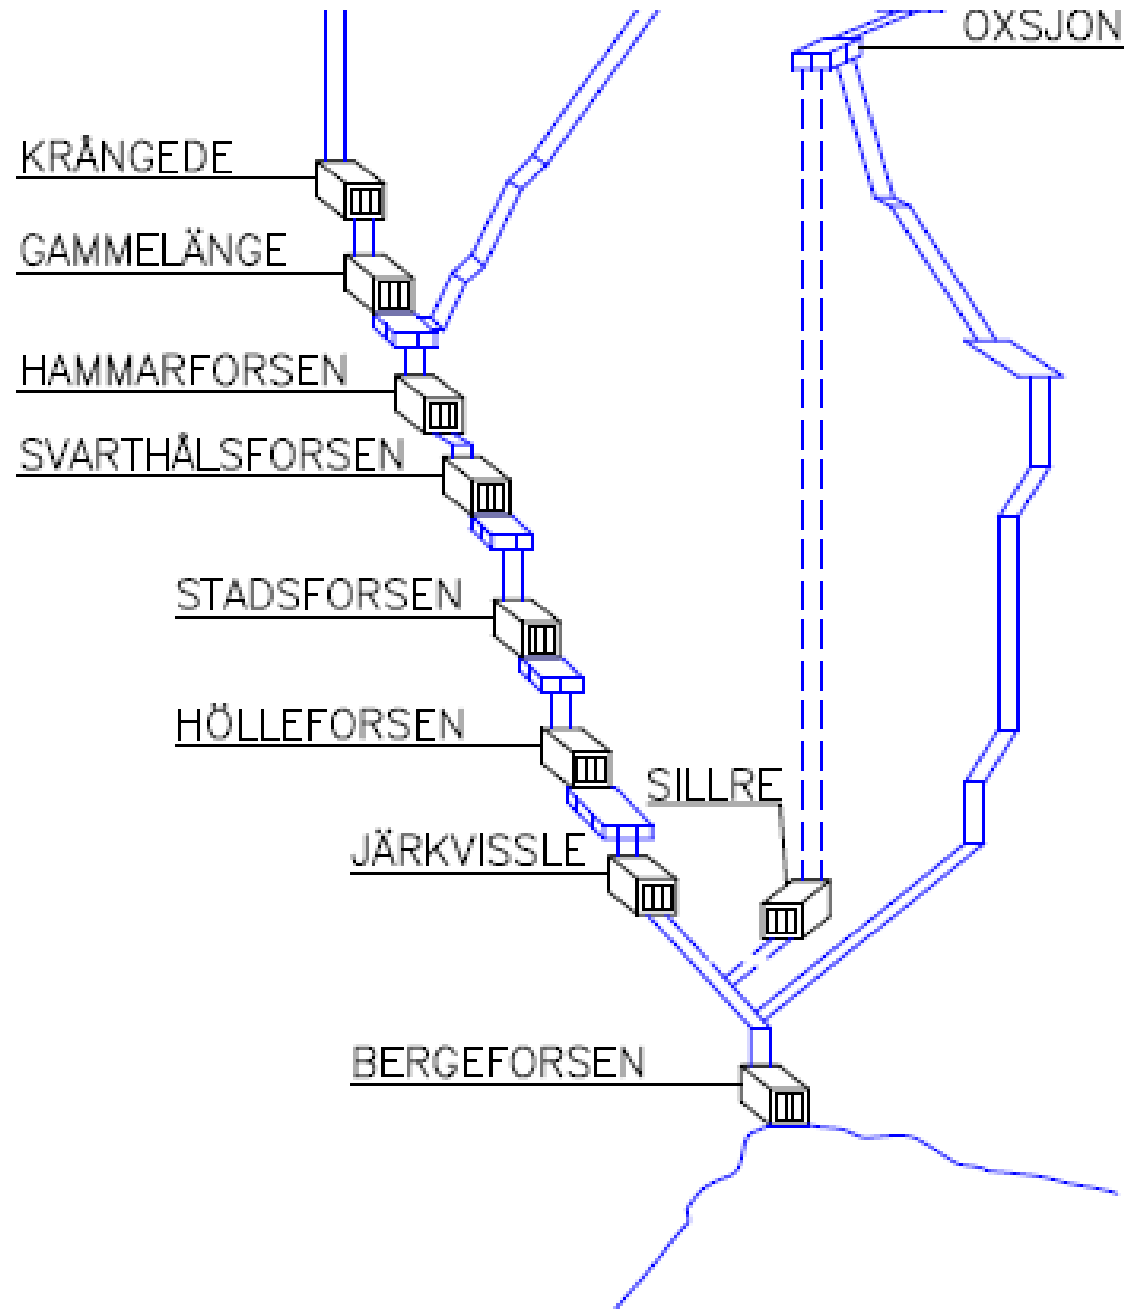 OXSJON
KRÅNGEDE
GAMMELÄNGE
HAMMARFORSEN
SVARTHÅLSFORSEN
STADSFORSEN
HÖLLEFORSEN
SILLRE
JÄRKVISSLE
BERGEFORSEN